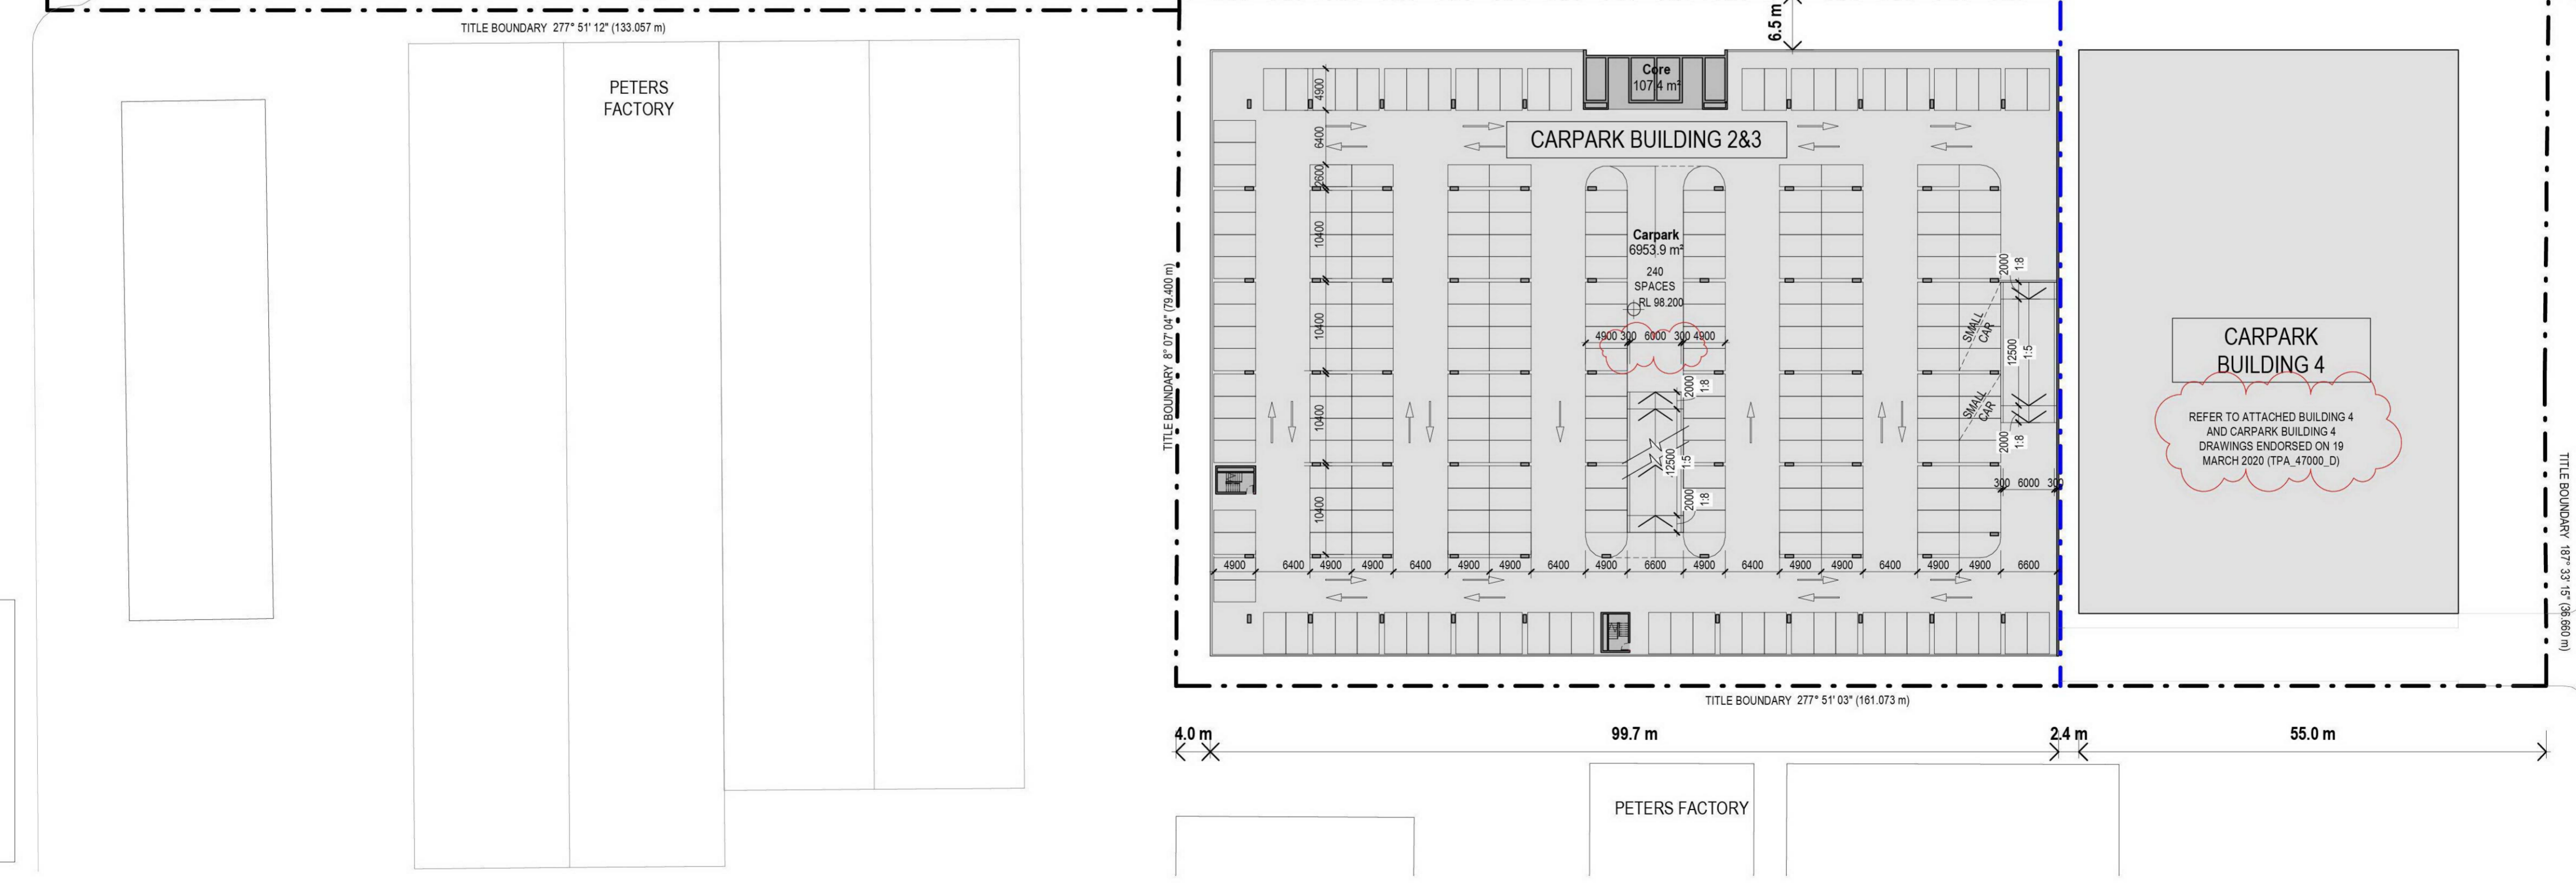 TITLE BOUNDARY 277° 51' 12" (133.057 m)
PETERS
FACTORY
6.5 m
Core
107.4 m²
CARPARK BUILDING 2&3
4900
6400
2600
10400
10400
10400
10400
Carpark
6953.9 m²
240
SPACES
RL 98.200
4900 300 6000 300 4900
2000
1:8
12500
1:5
2000
1:8
2000
1:8
SMALL
CAR
12500
1:5
SMALL
CAR
2000
1:8
300 6000 300
4900 6400 4900 4900 6400 4900 4900 6400 4900 6600 4900 6400 4900 4900 6400 4900 4900 6600
TITLE BOUNDARY 8° 07' 04" (79.400 m)
CARPARK
BUILDING 4
REFER TO ATTACHED BUILDING 4
AND CARPARK BUILDING 4
DRAWINGS ENDORSED ON 19
MARCH 2020 (TPA_47000_D)
TITLE BOUNDARY 187° 33' 15" (36.660 m)
TITLE BOUNDARY 277° 51' 03" (161.073 m)
4.0 m 99.7 m 2.4 m 55.0 m
PETERS FACTORY